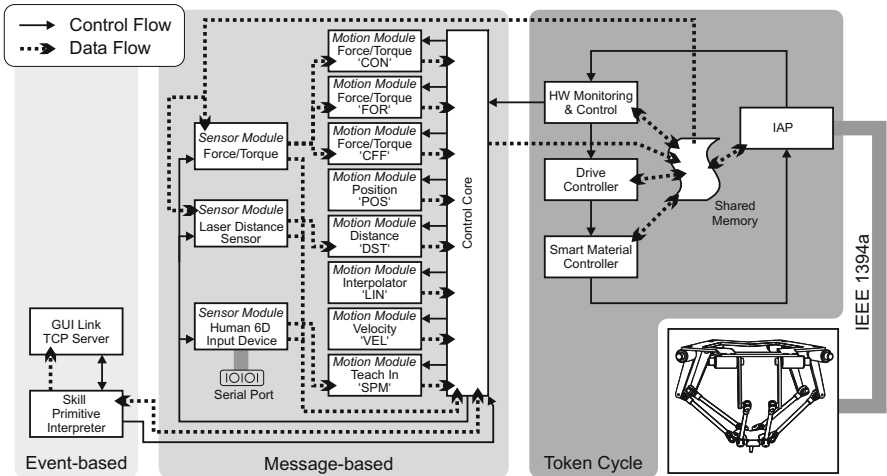 Control Flow
Data Flow
Motion Module
Force/Torque
'CON'
Motion Module
Force/Torque
'FOR'
Motion Module
Force/Torque
'CFF'
Motion Module
Position
'POS'
Motion Module
Distance
'DST'
Motion Module
Interpolator
'LIN'
Motion Module
Velocity
'VEL'
Motion Module
Teach In
'SPM'
Sensor Module
Force/Torque
Sensor Module
Laser Distance
Sensor
Sensor Module
Human 6D
Input Device
IOIOI
Serial Port
Control Core
GUI Link
TCP Server
Skill
Primitive
Interpreter
HW Monitoring
& Control
Drive
Controller
Smart Material
Controller
IAP
Shared
Memory
IEEE 1394a
Event-based
Message-based
Token Cycle